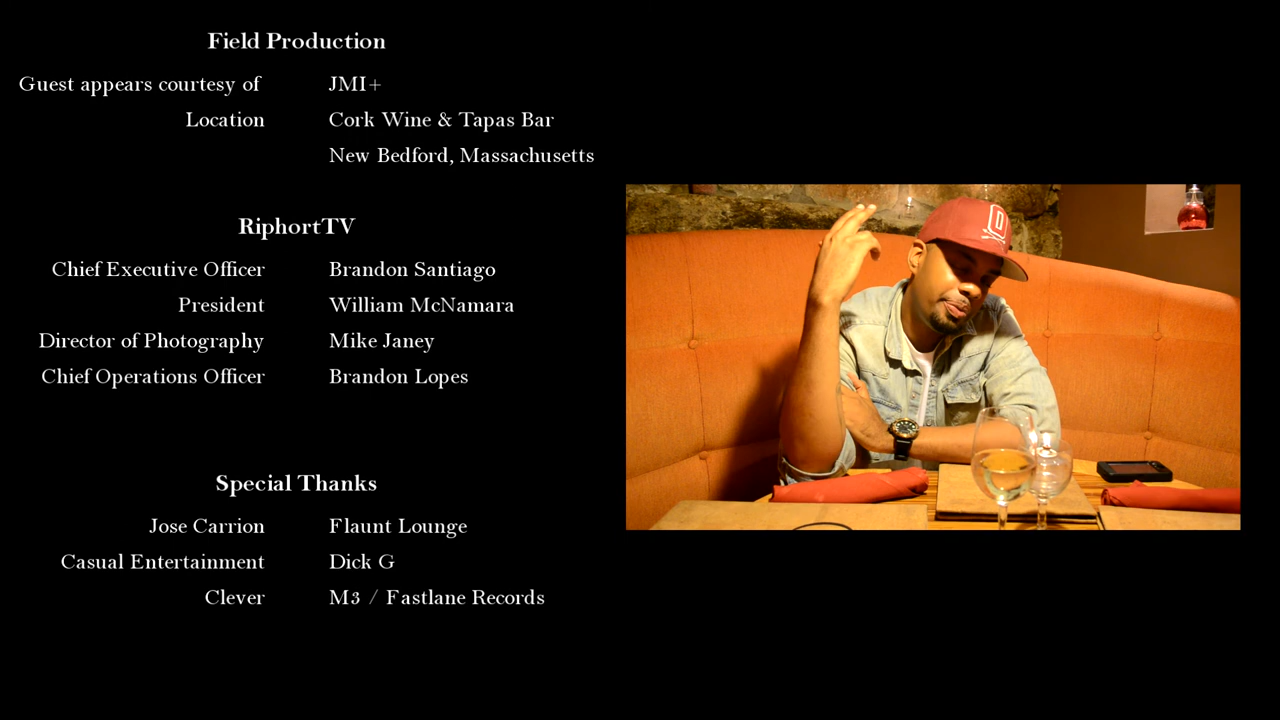 Field Production
Guest appears courtesy of JMI+
Location Cork Wine & Tapas Bar
New Bedford, Massachusetts
RiphortTV
Chief Executive Officer Brandon Santiago
President William McNamara
Director of Photography Mike Janey
Chief Operations Officer Brandon Lopes
Special Thanks
Jose Carrion Flaunt Lounge
Casual Entertainment Dick G
Clever M3 / Fastlane Records
O